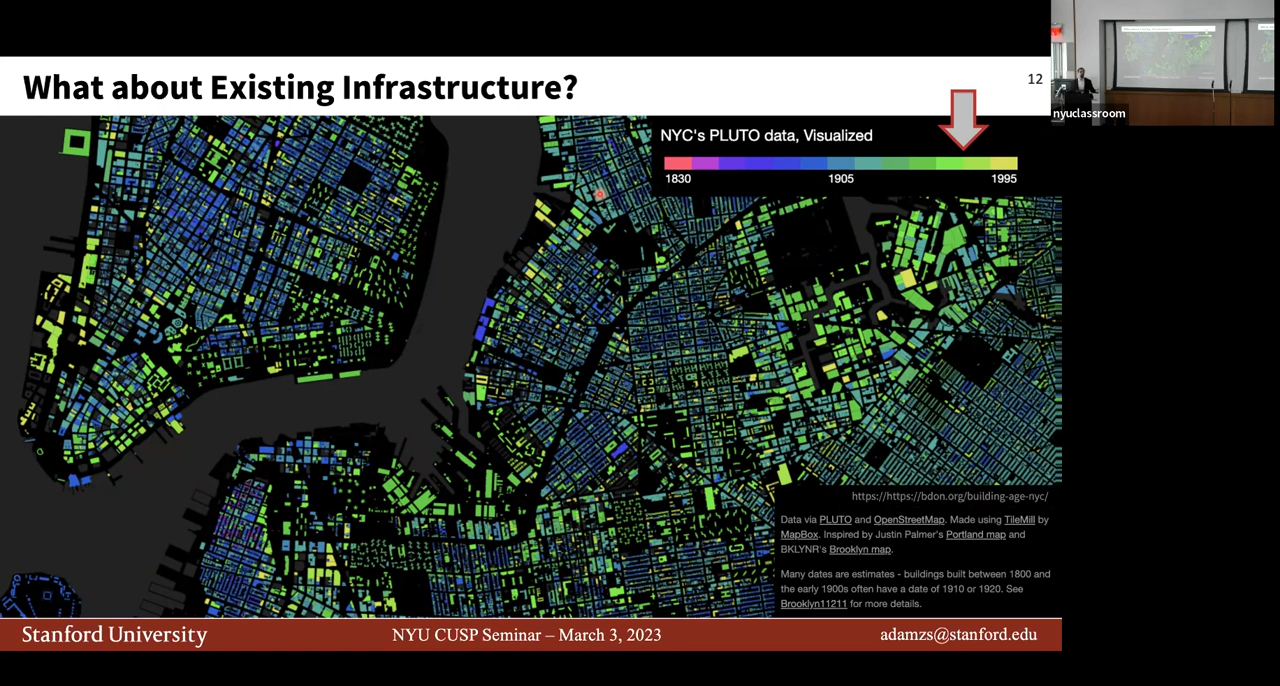 What about Existing Infrastructure?
12
nyuclassroom
NYC's PLUTO data, Visualized
1830 1905 1995
https://https://bdon.org/building-age-nyc/
Data via PLUTO and OpenStreetMap. Made using TileMill by
MapBox. Inspired by Justin Palmer's Portland map and
BKLYNR's Brooklyn map.
Many dates are estimates - buildings built between 1800 and
the early 1900s often have a date of 1910 or 1920. See
Brooklyn11211 for more details.
Stanford University
NYU CUSP Seminar – March 3, 2023
adamzs@stanford.edu